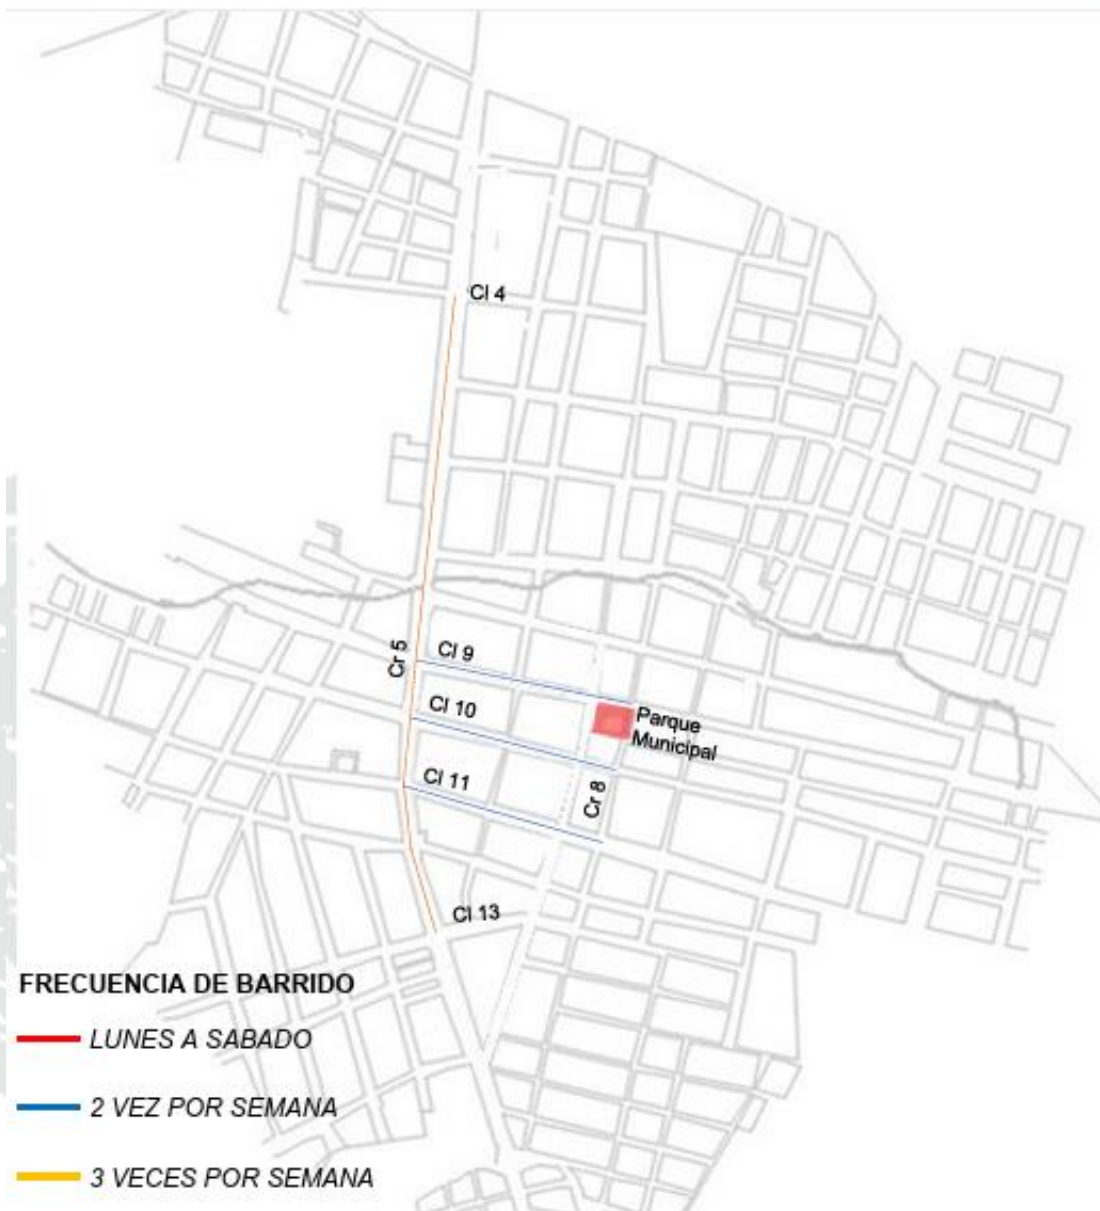 Cl 4
Cr 5
Cl 9
Cl 10
Parque
Municipal
Cl 11
Cr 8
Cl 13
FRECUENCIA DE BARRIDO
LUNES A SABADO
2 VEZ POR SEMANA
3 VECES POR SEMANA